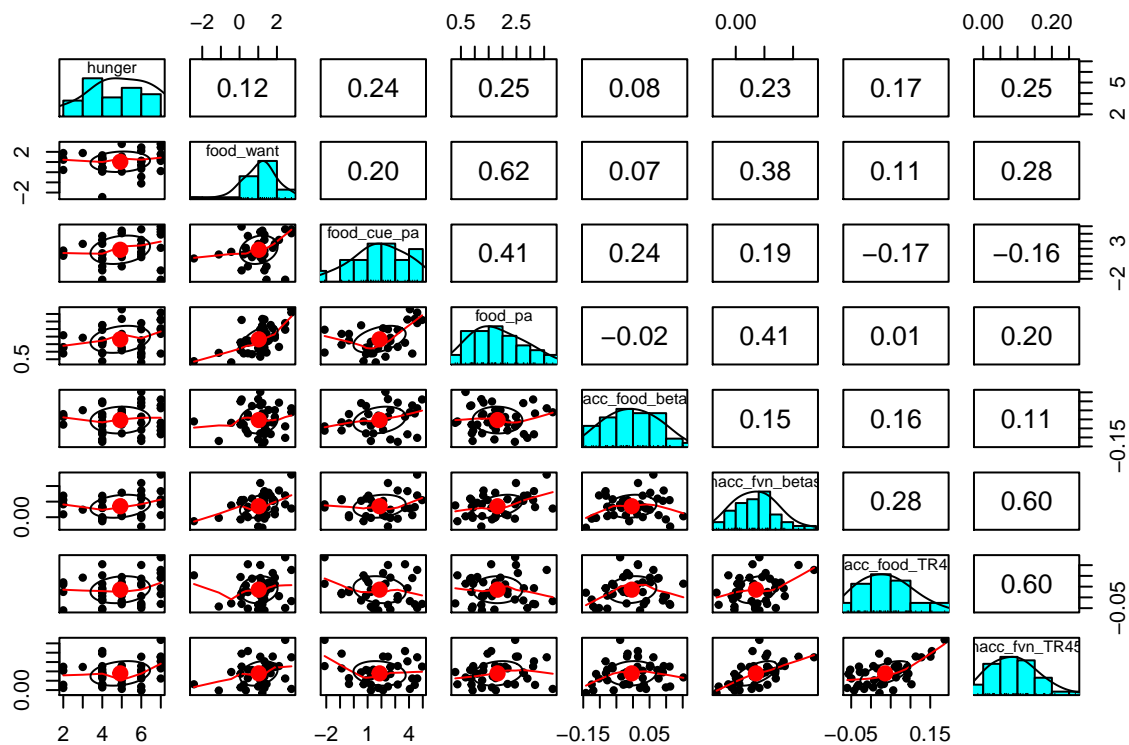 −2 0 2 0.5 2.5 0.00 0.00 0.20
hunger 0.12 0.24 0.25 0.08 0.23 0.17 0.25 2 5
−2 2 food_want 0.20 0.62 0.07 0.38 0.11 0.28
food_cue_pa 0.41 0.24 0.19 −0.17 −0.16 −2 3
0.5 food_pa −0.02 0.41 0.01 0.20
acc_food_beta 0.15 0.16 0.11 −0.15
0.00 nacc_fvn_betas 0.28 0.60
acc_food_TR4 0.60 −0.05
0.00 nacc_fvn_TR45
2 4 6 −2 1 4 −0.15 0.05 −0.05 0.15